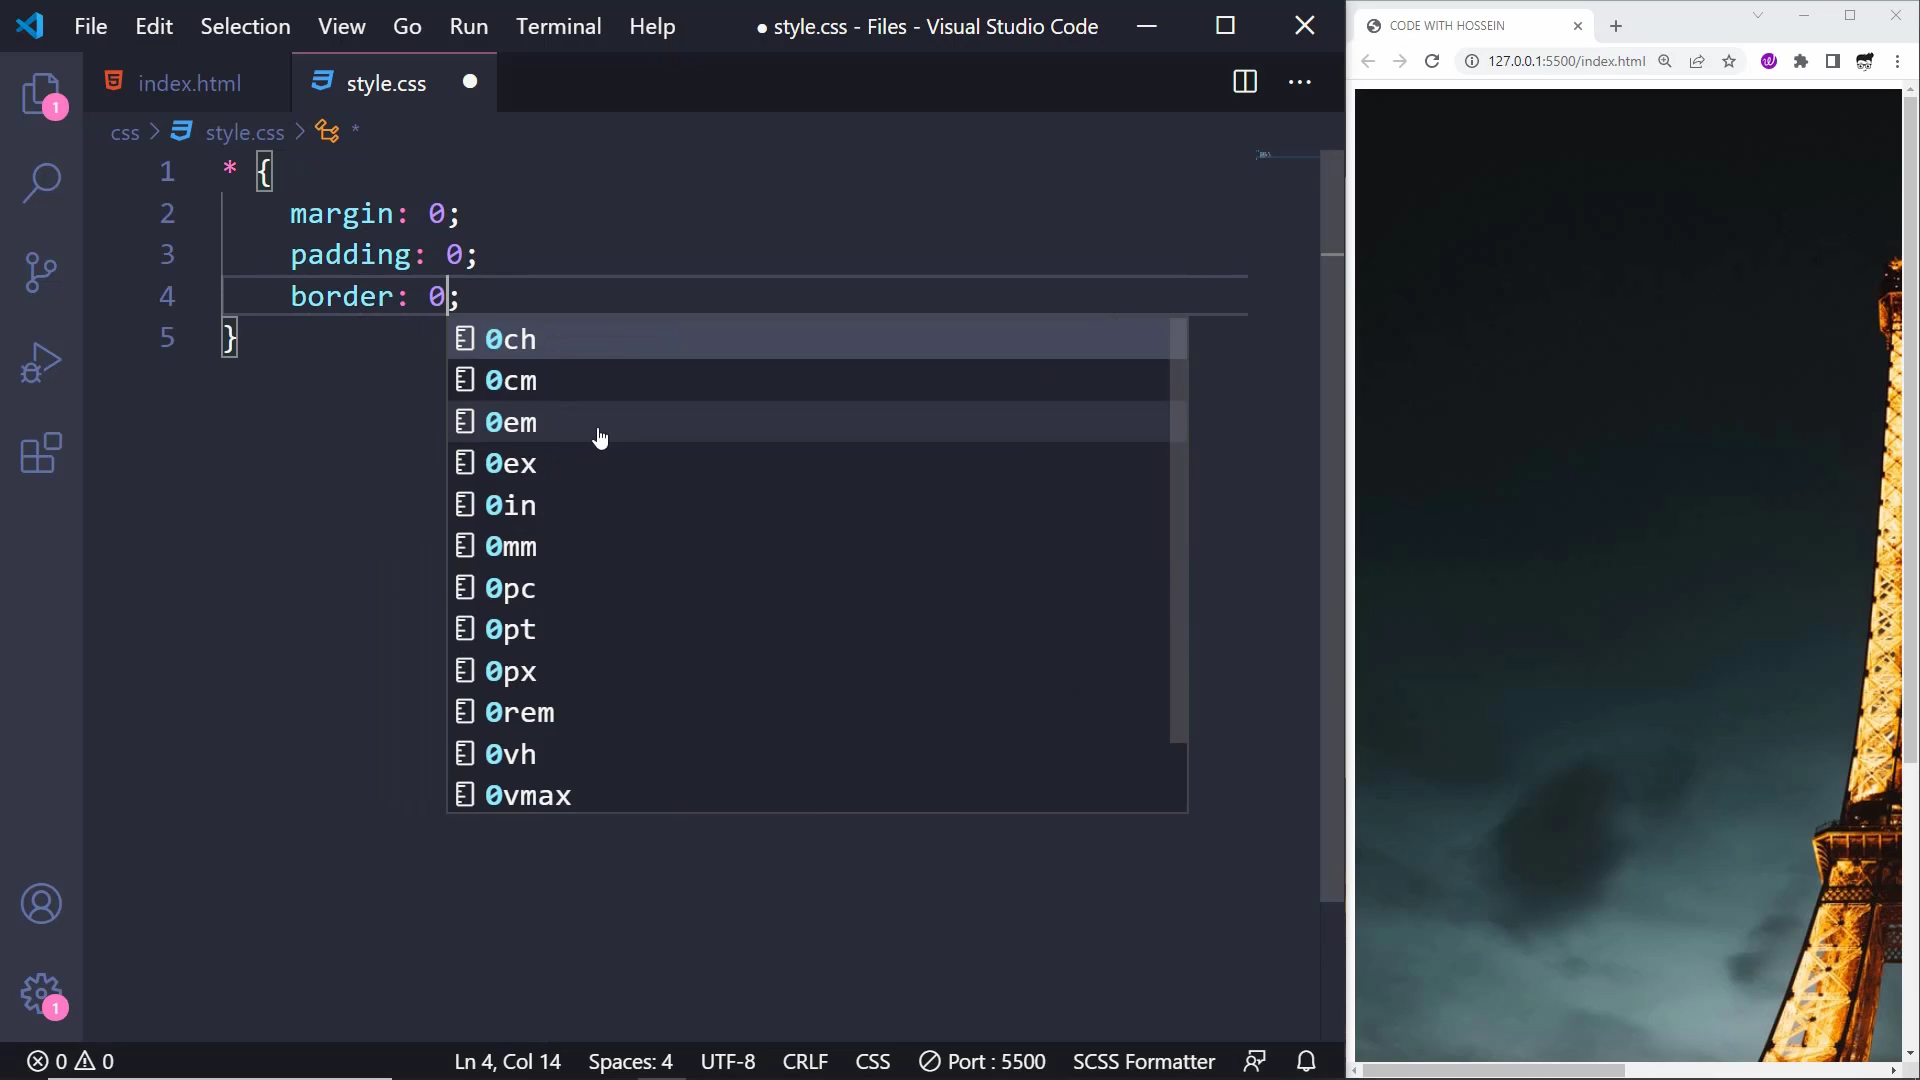 File Edit Selection View Go Run Terminal Help ● style.css - Files - Visual Studio Code
index.html style.css
css > style.css > *
1 * {
2 margin: 0;
3 padding: 0;
4 border: 0;
5 }
0ch
0cm
0em
0ex
0in
0mm
0pc
0pt
0px
0rem
0vh
0vmax
1
1
0 0 Ln 4, Col 14 Spaces: 4 UTF-8 CRLF CSS Port : 5500 SCSS Formatter
CODE WITH HOSSEIN
127.0.0.1:5500/index.html